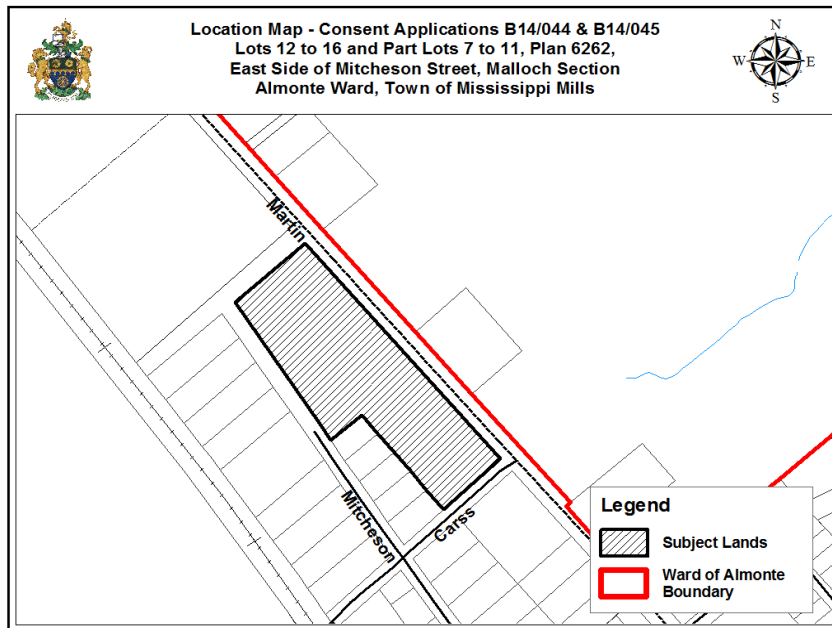 Location Map - Consent Applications B14/044 & B14/045
Lots 12 to 16 and Part Lots 7 to 11, Plan 6262,
East Side of Mitcheson Street, Malloch Section
Almonte Ward, Town of Mississippi Mills
N
W E
S
Martin
Mitcheson
Carss
Legend
Subject Lands
Ward of Almonte
Boundary